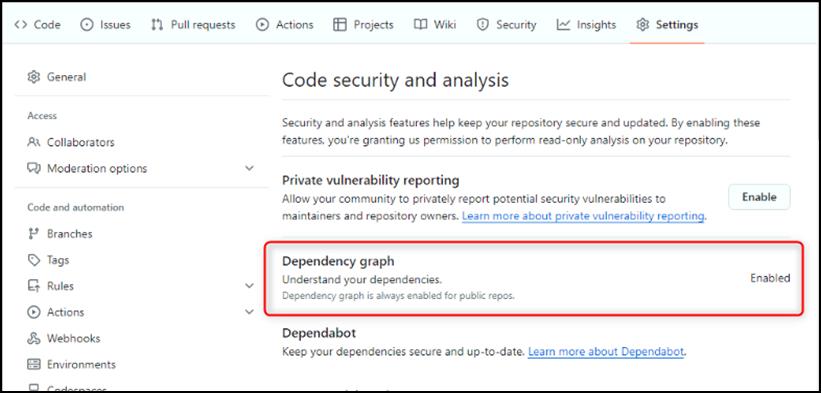 Code Issues Pull requests Actions Projects Wiki Security Insights Settings
General
Access
Collaborators
Moderation options
Code and automation
Branches
Tags
Rules
Actions
Webhooks
Environments
Codespaces
Code security and analysis
Security and analysis features help keep your repository secure and updated. By enabling these
features, you're granting us permission to perform read-only analysis on your repository.
Private vulnerability reporting
Allow your community to privately report potential security vulnerabilities to
maintainers and repository owners. Learn more about private vulnerability reporting.
Enable
Dependency graph
Understand your dependencies.
Dependency graph is always enabled for public repos.
Enabled
Dependabot
Keep your dependencies secure and up-to-date. Learn more about Dependabot.